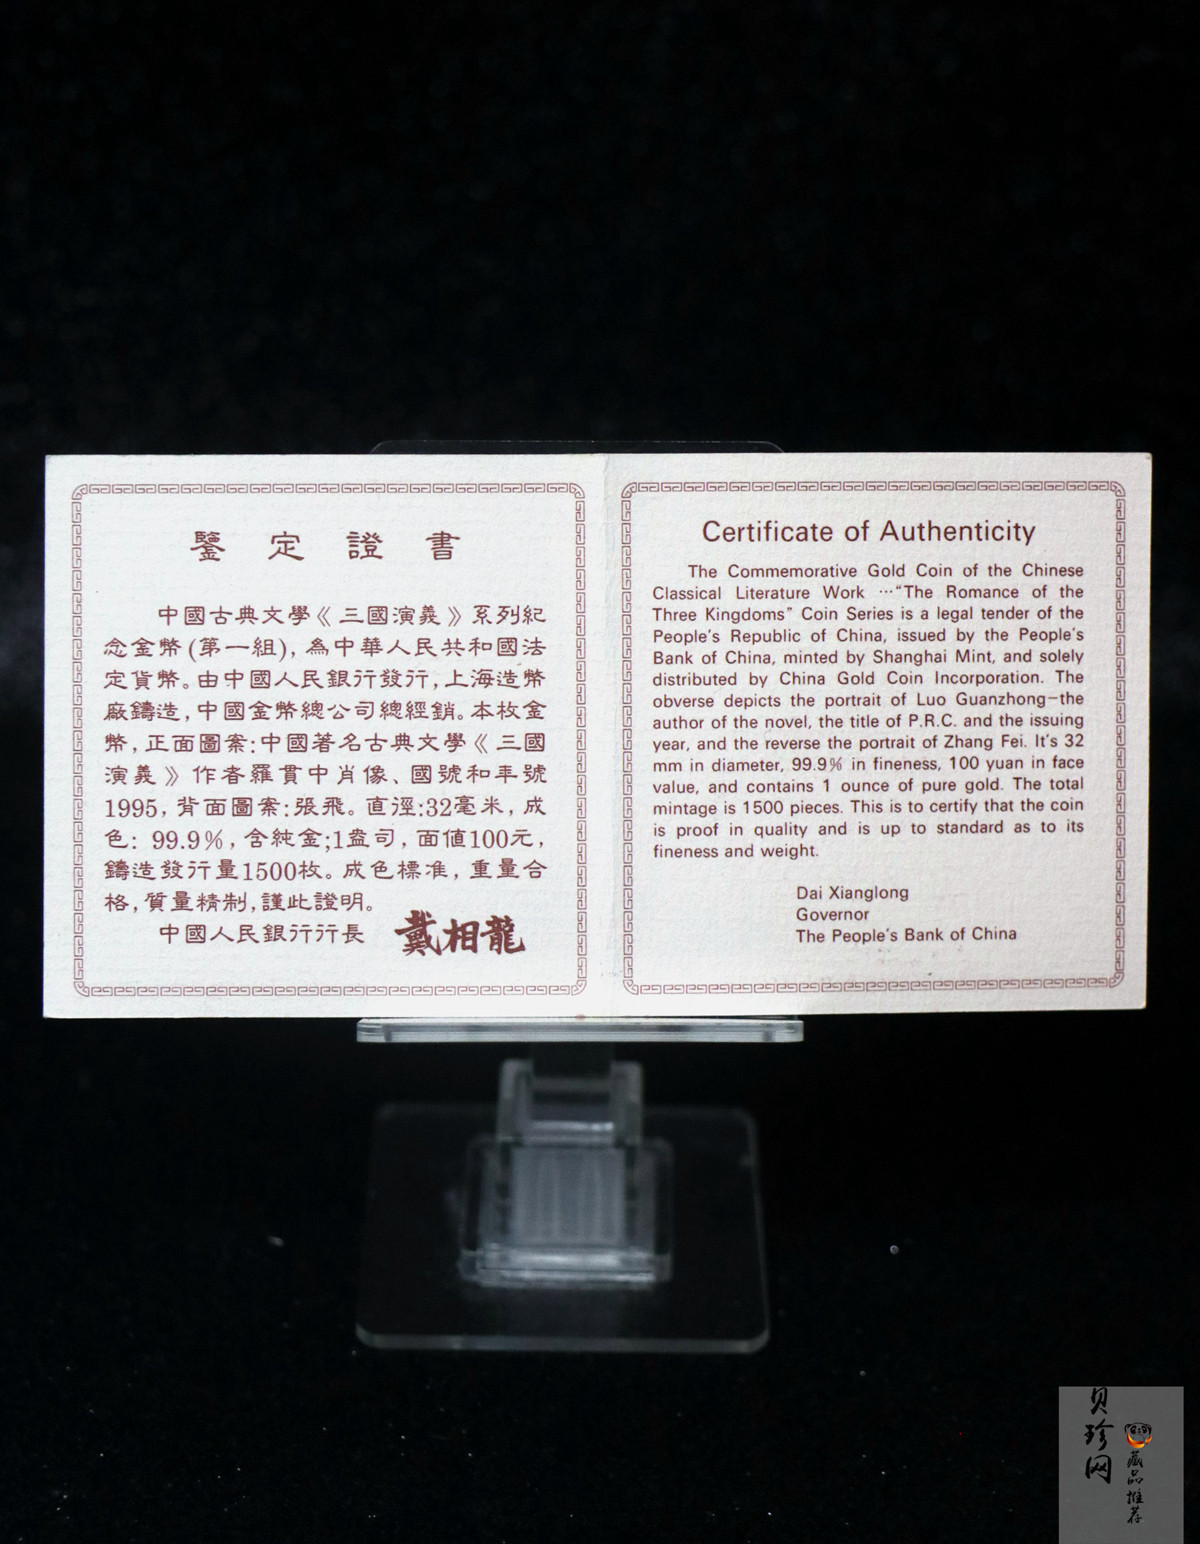 鑒定證書
中國古典文學《三國演義》系列紀
念金幣(第一組)，為中華人民共和國法
定貨幣。由中國人民銀行發行，上海造幣
廠鑄造，中國金幣總公司總經銷。本枚金
幣，正面圖案：中國著名古典文學《三國
演義》作者羅貫中肖像、國號和年號
1995，背面圖案：張飛。直徑：32毫米，成
色：99.9%，含純金；1盎司，面值100元，
鑄造發行量1500枚。成色標准，重量合
格，質量精制，謹此證明。
中國人民銀行行長 戴相龍
Certificate of Authenticity
The Commemorative Gold Coin of the Chinese
Classical Literature Work ···“The Romance of the
Three Kingdoms” Coin Series is a legal tender of the
People's Republic of China, issued by the People's
Bank of China, minted by Shanghai Mint, and solely
distributed by China Gold Coin Incorporation. The
obverse depicts the portrait of Luo Guanzhong—the
author of the novel, the title of P.R.C. and the issuing
year, and the reverse the portrait of Zhang Fei. It's 32
mm in diameter, 99.9% in fineness, 100 yuan in face
value, and contains 1 ounce of pure gold. The total
mintage is 1500 pieces. This is to certify that the coin
is proof in quality and is up to standard as to its
fineness and weight.
Dai Xianglong
Governor
The People's Bank of China
贝珍网
藏品推荐